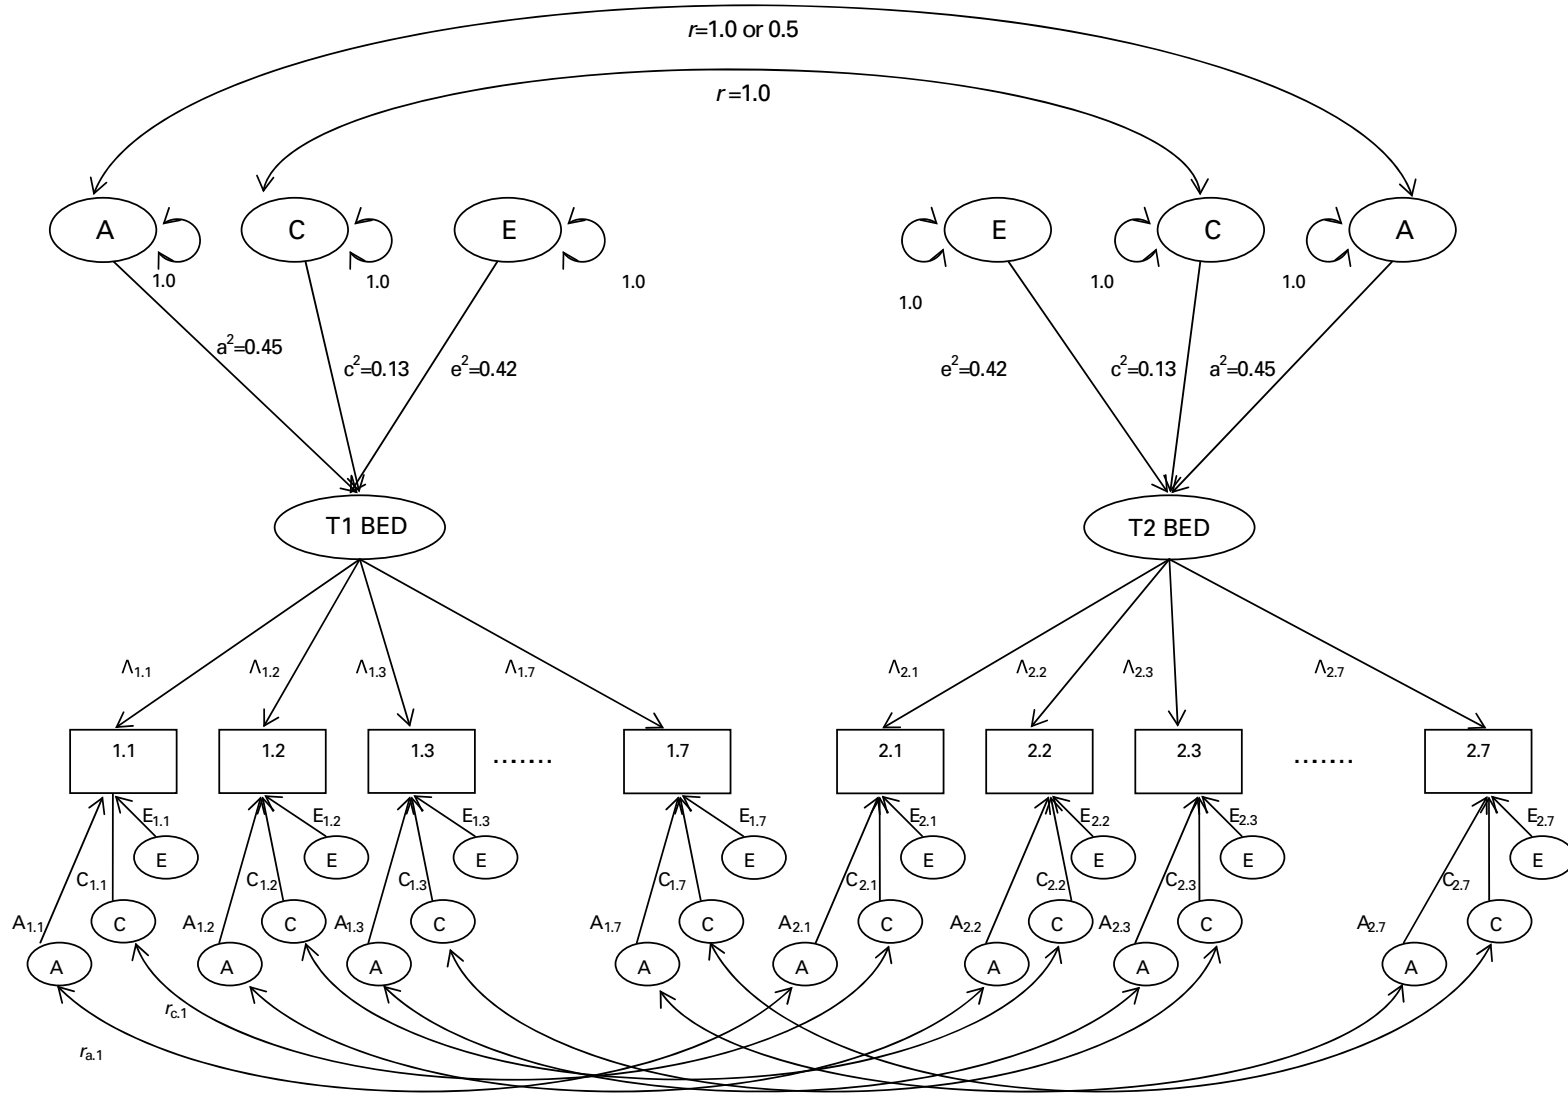 r=1.0 or 0.5
r =1.0
A C E E C A
1.0 1.0 1.0 1.0 1.0 1.0
a²=0.45 c²=0.13 e²=0.42 e²=0.42 c²=0.13 a²=0.45
T1 BED T2 BED
Λ1.1 Λ1.2 Λ1.3 Λ1.7 Λ2.1 Λ2.2 Λ2.3 Λ2.7
1.1 1.2 1.3 ....... 1.7 2.1 2.2 2.3 ....... 2.7
E1.1 E1.2 E1.3 E1.7 E2.1 E2.2 E2.3 E2.7
E E E E E E E E
C1.1 C1.2 C1.3 C1.7 C2.1 C2.2 C2.3 C2.7
A1.1 C A1.2 C A1.3 C A1.7 C A2.1 C A2.2 C A2.3 C A2.7 C
A A A A A A A A
rc.1
ra.1